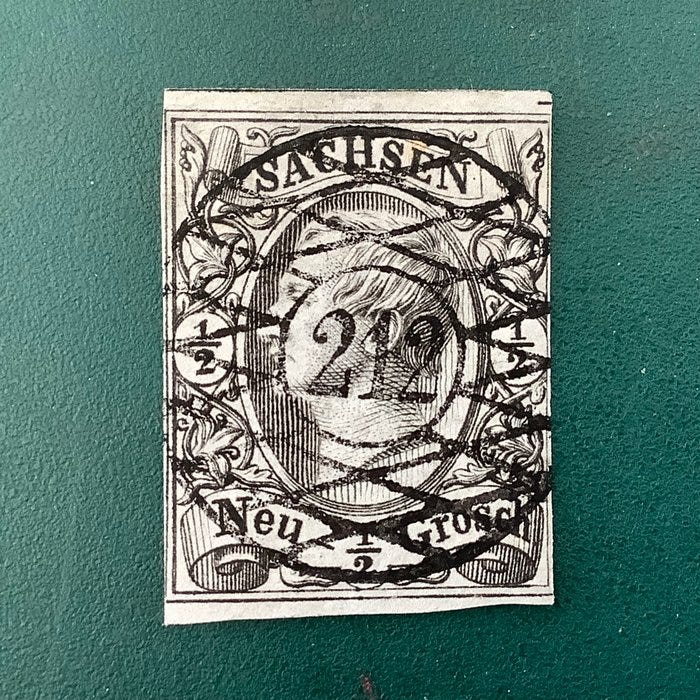 SACHSEN
1/2 212 1/2
Neu 1/2 Grosch